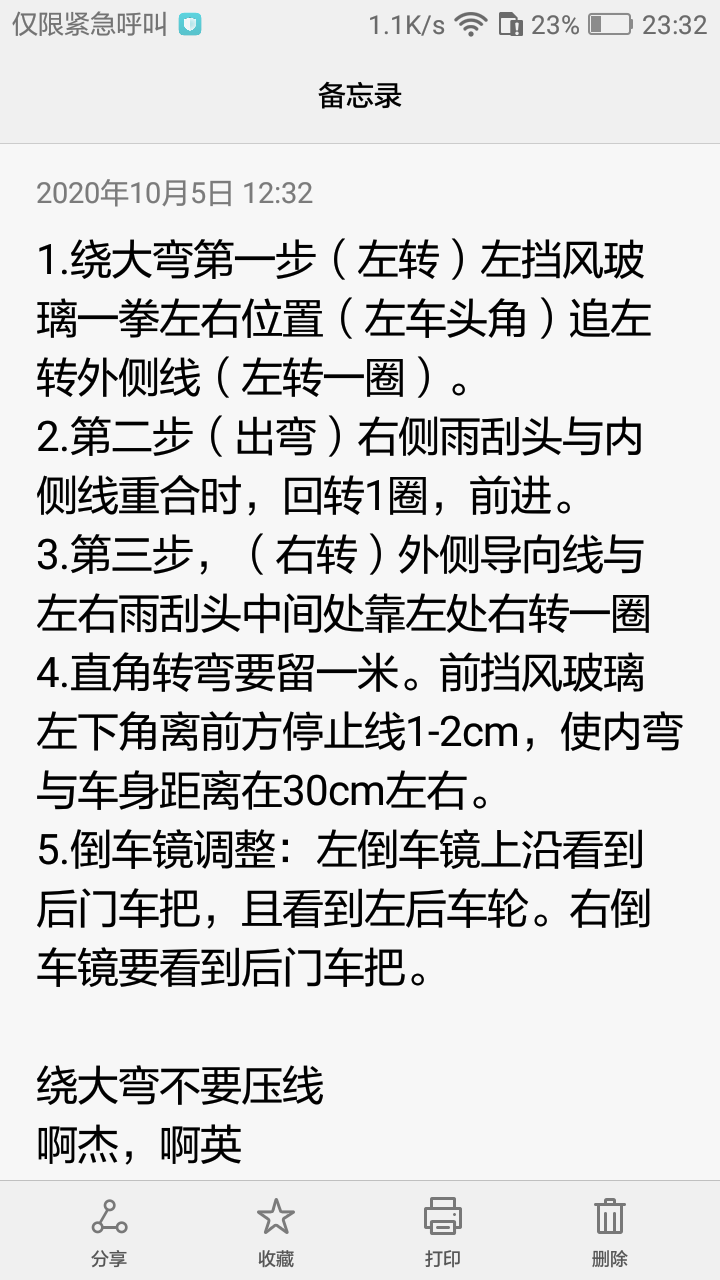 仅限紧急呼叫 1.1K/s 23% 23:32
备忘录
2020年10月5日 12:32
1.绕大弯第一步（左转）左挡风玻
璃一拳左右位置（左车头角）追左
转外侧线（左转一圈）。
2.第二步（出弯）右侧雨刮头与内
侧线重合时，回转1圈，前进。
3.第三步，（右转）外侧导向线与
左右雨刮头中间处靠左处右转一圈
4.直角转弯要留一米。前挡风玻璃
左下角离前方停止线1-2cm，使内弯
与车身距离在30cm左右。
5.倒车镜调整：左倒车镜上沿看到
后门车把，且看到左后车轮。右倒
车镜要看到后门车把。
绕大弯不要压线
啊杰，啊英
分享 收藏 打印 删除